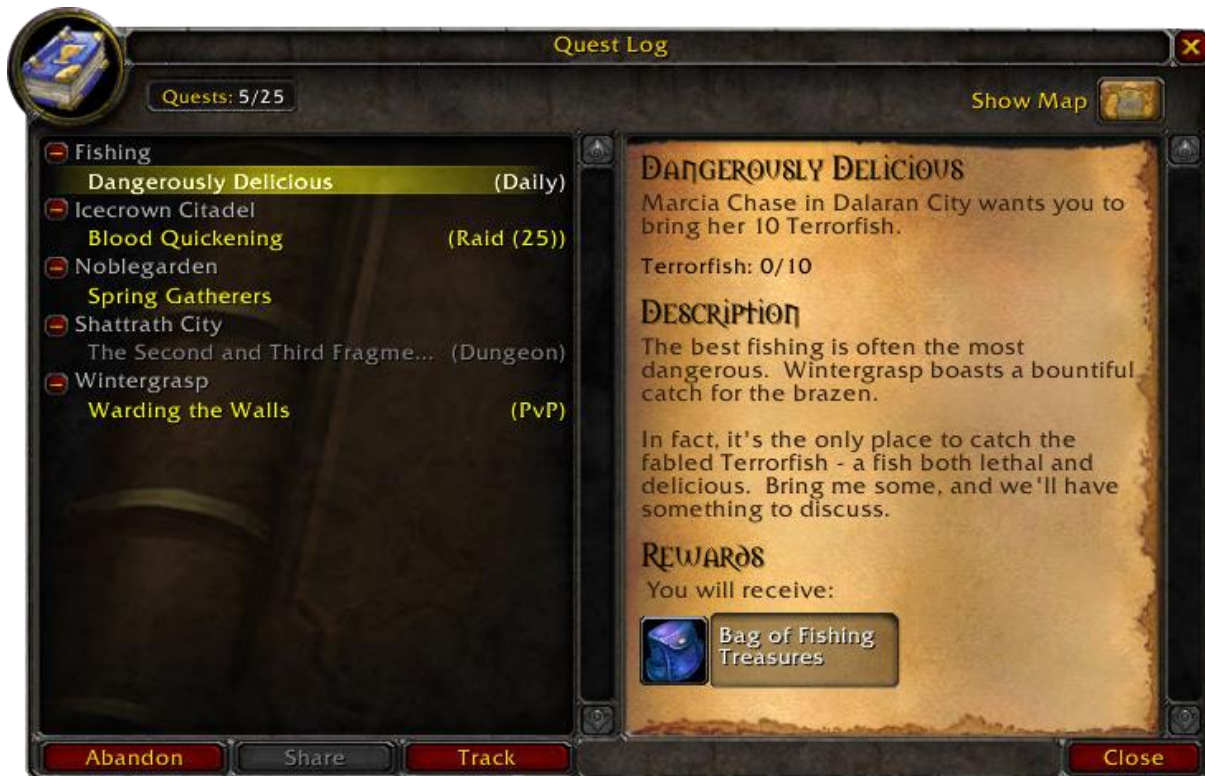 Quest Log
Quests: 5/25
Show Map
Fishing
Dangerously Delicious (Daily)
Icecrown Citadel
Blood Quickening (Raid (25))
Noblegarden
Spring Gatherers
Shattrath City
The Second and Third Fragme... (Dungeon)
Wintergrasp
Warding the Walls (PvP)
Dangerously Delicious
Marcia Chase in Dalaran City wants you to
bring her 10 Terrorfish.
Terrorfish: 0/10
Description
The best fishing is often the most
dangerous. Wintergrasp boasts a bountiful
catch for the brazen.
In fact, it's the only place to catch the
fabled Terrorfish - a fish both lethal and
delicious. Bring me some, and we'll have
something to discuss.
Rewards
You will receive:
Bag of Fishing
Treasures
Abandon
Share
Track
Close